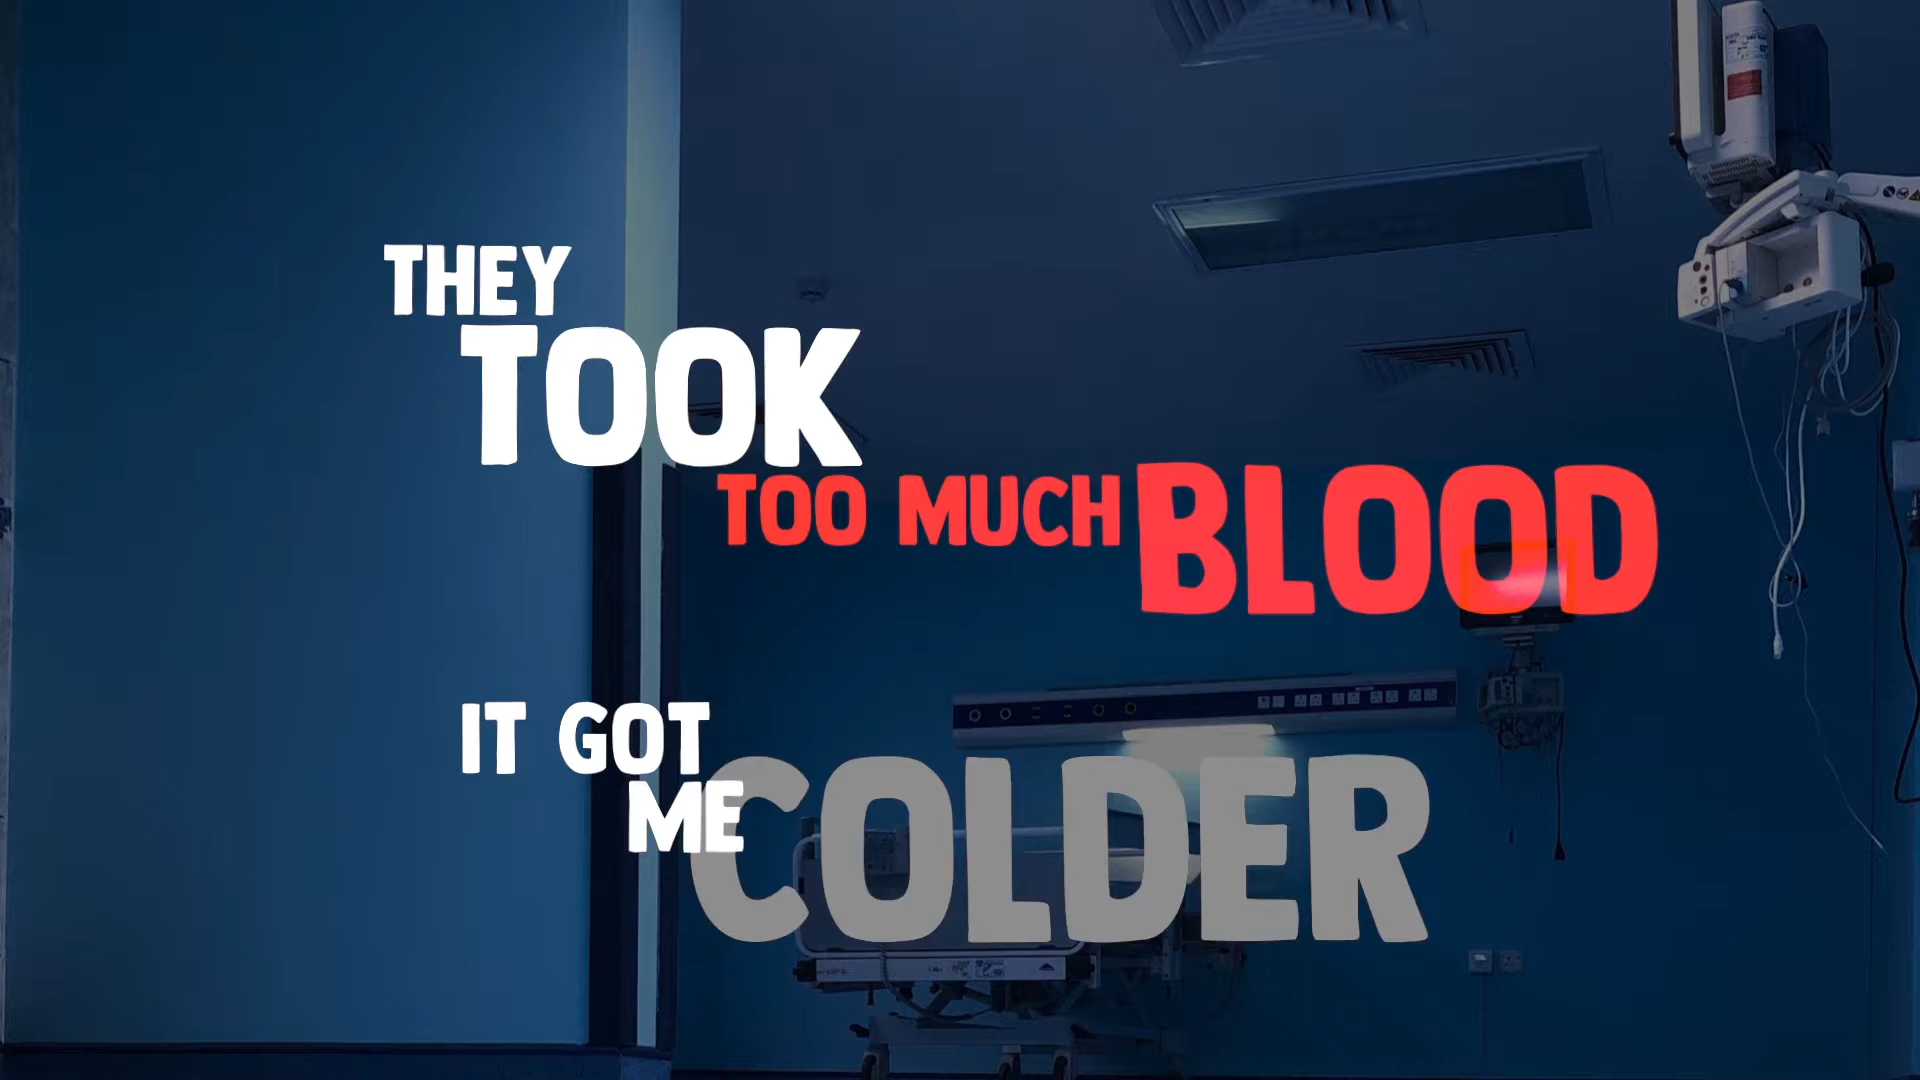 THEY
TOOK
TOO MUCH BLOOD
IT GOT
ME COLDER